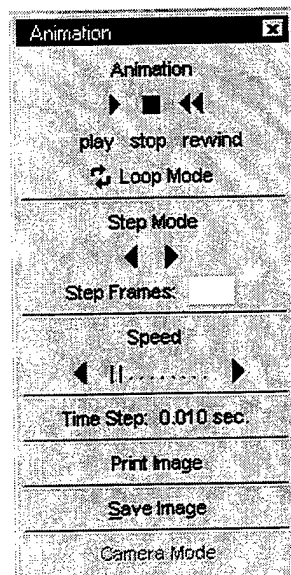 Animation
Animation
play stop rewind
Loop Mode
Step Mode
Step Frames:
Speed
Time Step: 0.010 sec.
Print Image
Save Image
Camera Mode